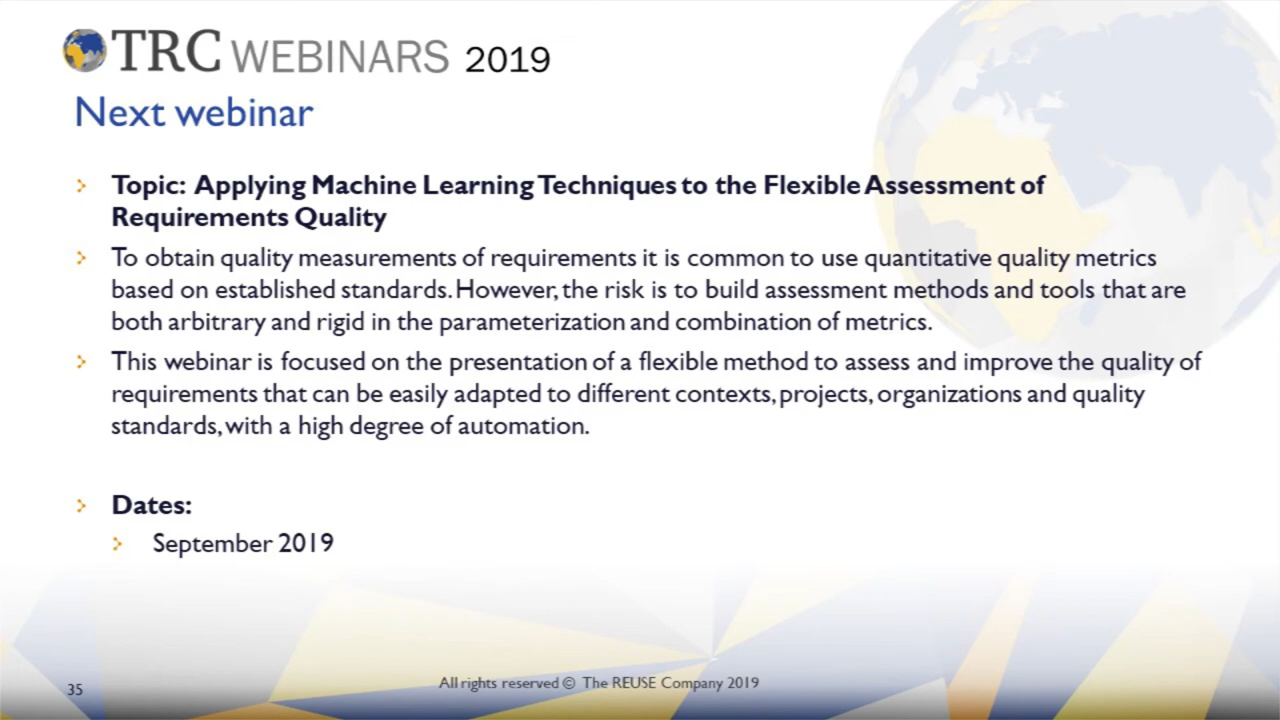 TRC WEBINARS 2019
Next webinar
Topic: Applying Machine Learning Techniques to the Flexible Assessment of
Requirements Quality
To obtain quality measurements of requirements it is common to use quantitative quality metrics
based on established standards. However, the risk is to build assessment methods and tools that are
both arbitrary and rigid in the parameterization and combination of metrics.
This webinar is focused on the presentation of a flexible method to assess and improve the quality of
requirements that can be easily adapted to different contexts, projects, organizations and quality
standards, with a high degree of automation.
Dates:
September 2019
35
All rights reserved © The REUSE Company 2019